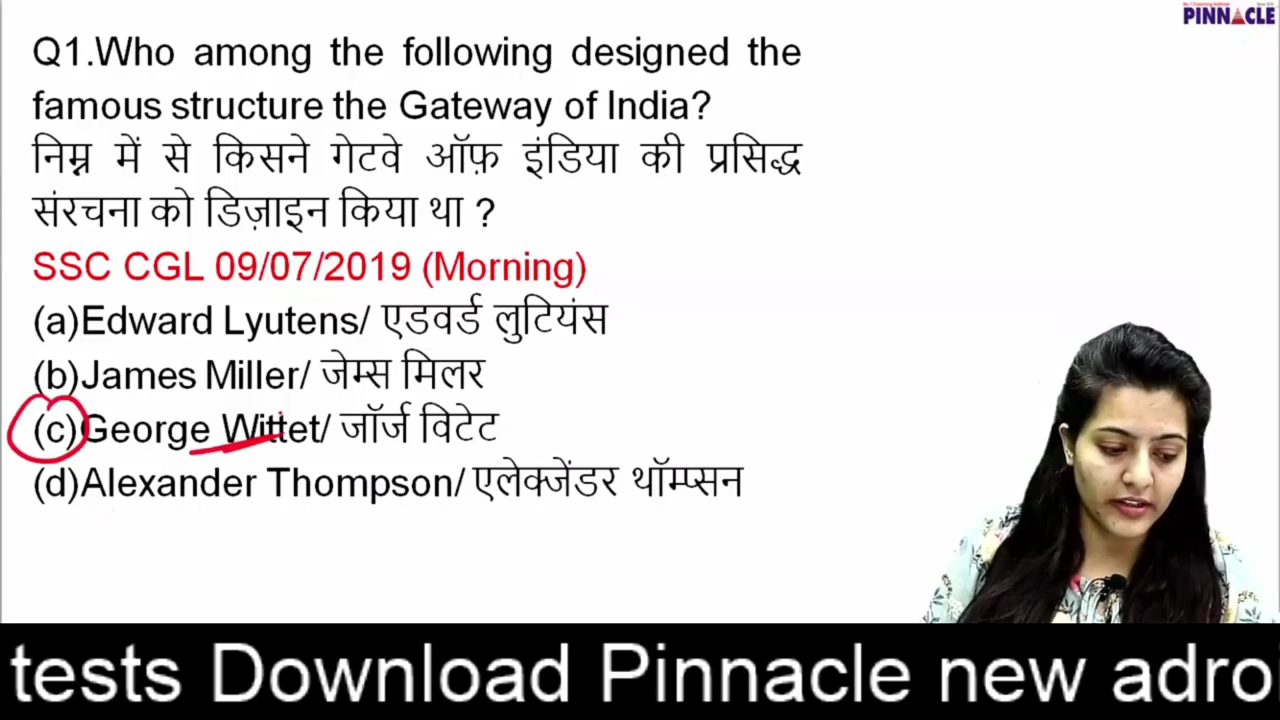 PINNACLE
Q1.Who among the following designed the
famous structure the Gateway of India?
निम्न में से किसने गेटवे ऑफ़ इंडिया की प्रसिद्ध
संरचना को डिज़ाइन किया था ?
SSC CGL 09/07/2019 (Morning)
(a)Edward Lyutens/ एडवर्ड लुटियंस
(b)James Miller/ जेम्स मिलर
(c)George Wittet/ जॉर्ज विटेट
(d)Alexander Thompson/ एलेक्जेंडर थॉम्प्सन
tests Download Pinnacle new adro